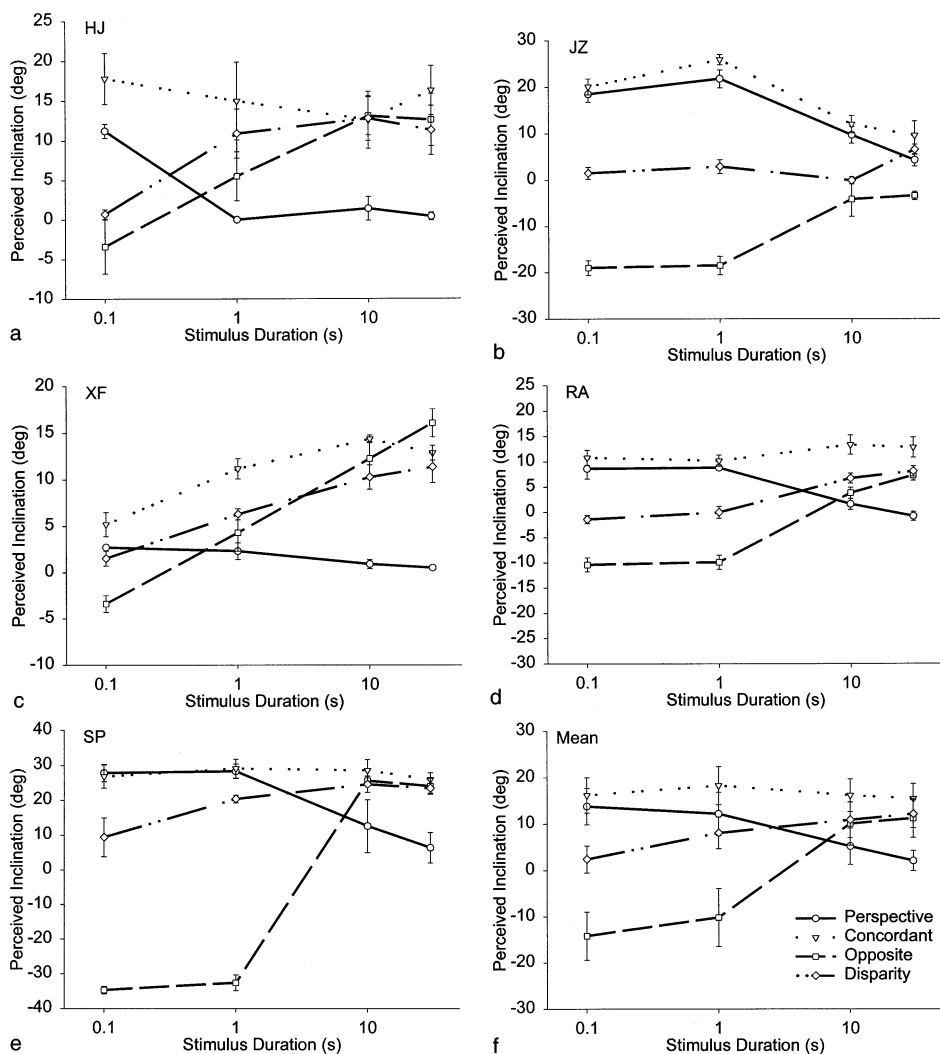 HJ
25
20
15
10
5
0
-5
-10
Perceived Inclination (deg)
0.1
1
10
Stimulus Duration (s)
a
JZ
30
20
10
0
-10
-20
-30
Perceived Inclination (deg)
0.1
1
10
Stimulus Duration (s)
b
XF
20
15
10
5
0
-5
-10
Perceived Inclination (deg)
0.1
1
10
Stimulus Duration (s)
c
RA
25
20
15
10
5
0
-5
-10
-15
-20
-25
-30
Perceived Inclination (deg)
0.1
1
10
Stimulus Duration (s)
d
SP
40
30
20
10
0
-10
-20
-30
-40
Perceived Inclination (deg)
0.1
1
10
Stimulus Duration (s)
e
Mean
30
20
10
0
-10
-20
-30
Perceived Inclination (deg)
Perspective
Concordant
Opposite
Disparity
0.1
1
10
Stimulus Duration (s)
f